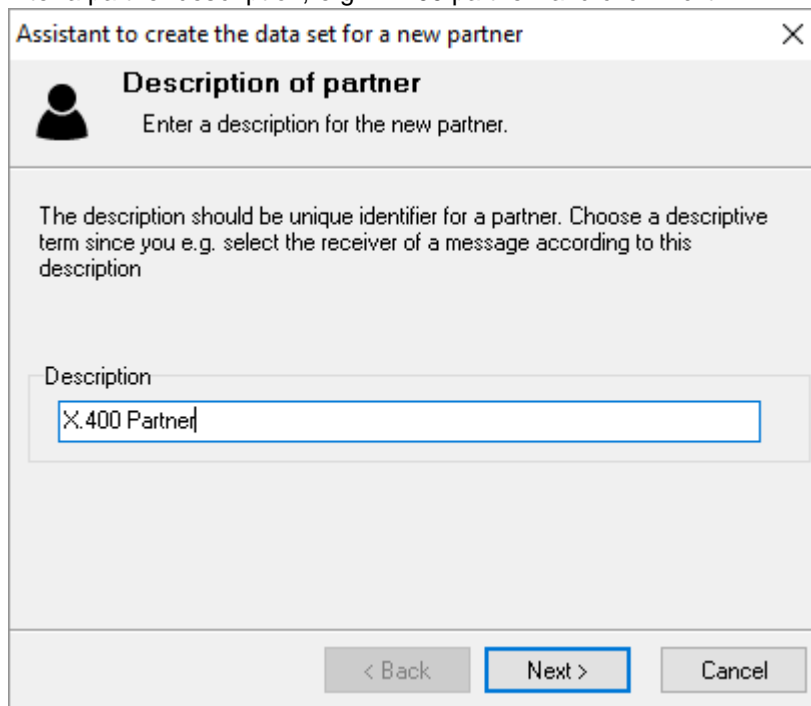 Assistant to create the data set for a new partner
Description of partner
Enter a description for the new partner.
The description should be unique identifier for a partner. Choose a descriptive
term since you e.g. select the receiver of a message according to this
description
Description
X.400 Partner
< Back
Next >
Cancel